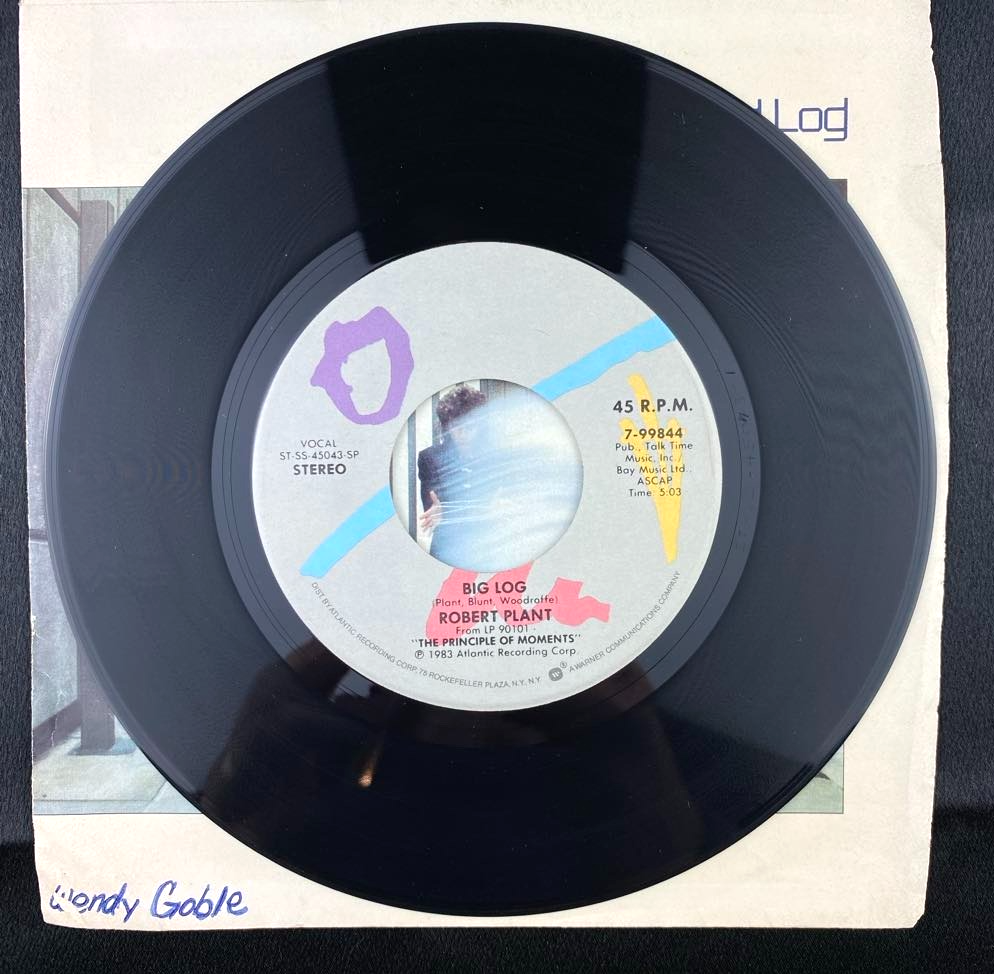 Log
45 R.P.M.
7-99844
Pub., Talk Time
Music, Inc./
Bay Music Ltd.,
ASCAP
Time: 5:03
VOCAL
ST-SS-45043-SP
STEREO
BIG LOG
(Plant, Blunt, Woodroffe)
ROBERT PLANT
From LP 90101 -
"THE PRINCIPLE OF MOMENTS"
℗ 1983 Atlantic Recording Corp.
DIST. BY ATLANTIC RECORDING CORP., 75 ROCKEFELLER PLAZA, N.Y., N.Y. W ® A WARNER COMMUNICATIONS COMPANY
Wendy Goble